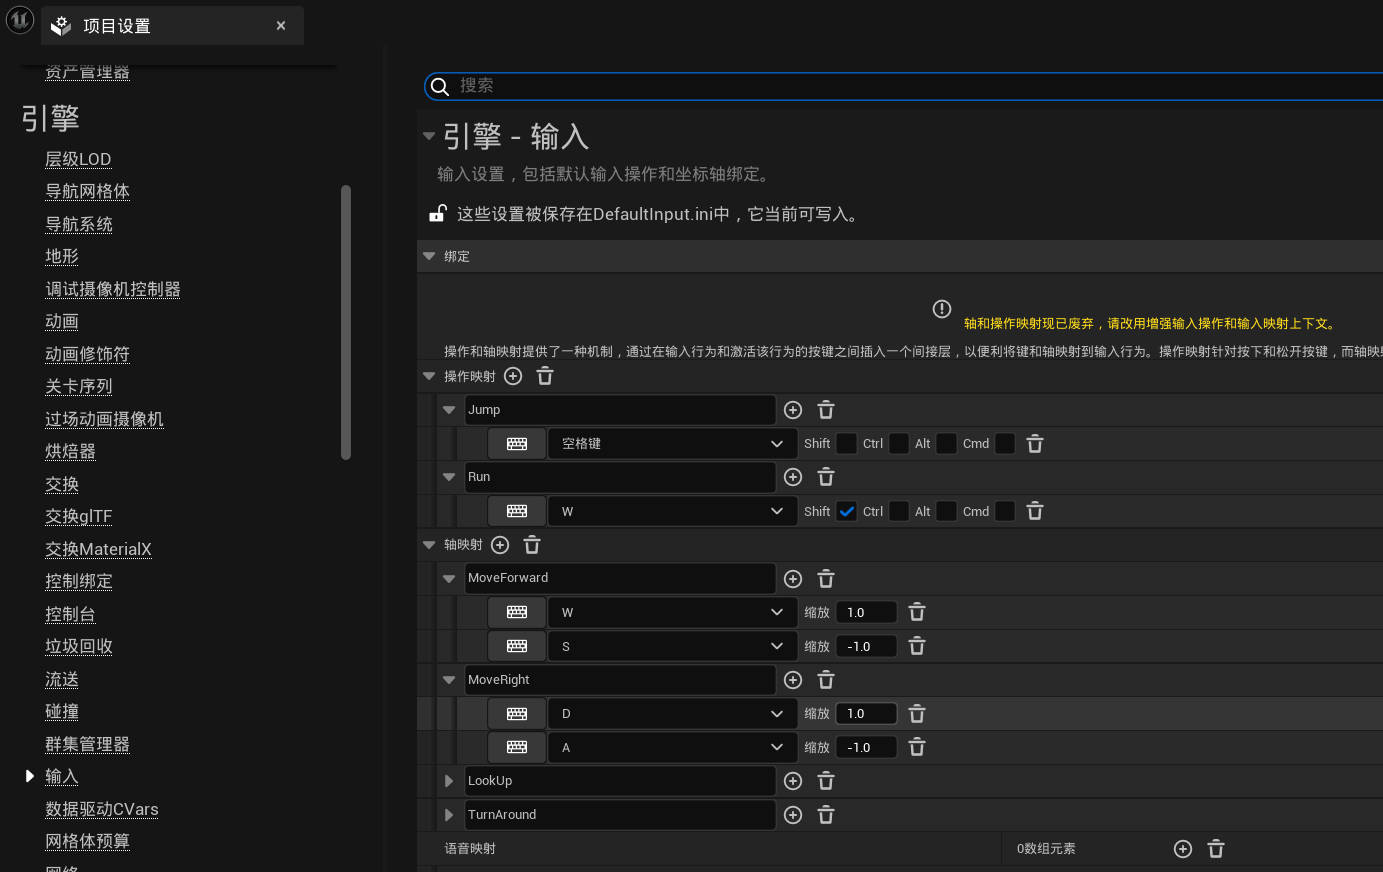 项目设置
资产管理器
引擎
层级LOD
导航网格体
导航系统
地形
调试摄像机控制器
动画
动画修饰符
关卡序列
过场动画摄像机
烘焙器
交换
交换glTF
交换MaterialX
控制绑定
控制台
垃圾回收
流送
碰撞
群集管理器
输入
数据驱动CVars
网格体预算
网络
搜索
引擎 - 输入
输入设置，包括默认输入操作和坐标轴绑定。
这些设置被保存在DefaultInput.ini中，它当前可写入。
绑定
轴和操作映射现已废弃，请改用增强输入操作和输入映射上下文。
操作和轴映射提供了一种机制，通过在输入行为和激活该行为的按键之间插入一个间接层，以便利将键和轴映射到输入行为。操作映射针对按下和松开按键，而轴映
操作映射
Jump
空格键 Shift Ctrl Alt Cmd
Run
W Shift Ctrl Alt Cmd
轴映射
MoveForward
W 缩放 1.0
S 缩放 -1.0
MoveRight
D 缩放 1.0
A 缩放 -1.0
LookUp
TurnAround
语音映射 0数组元素